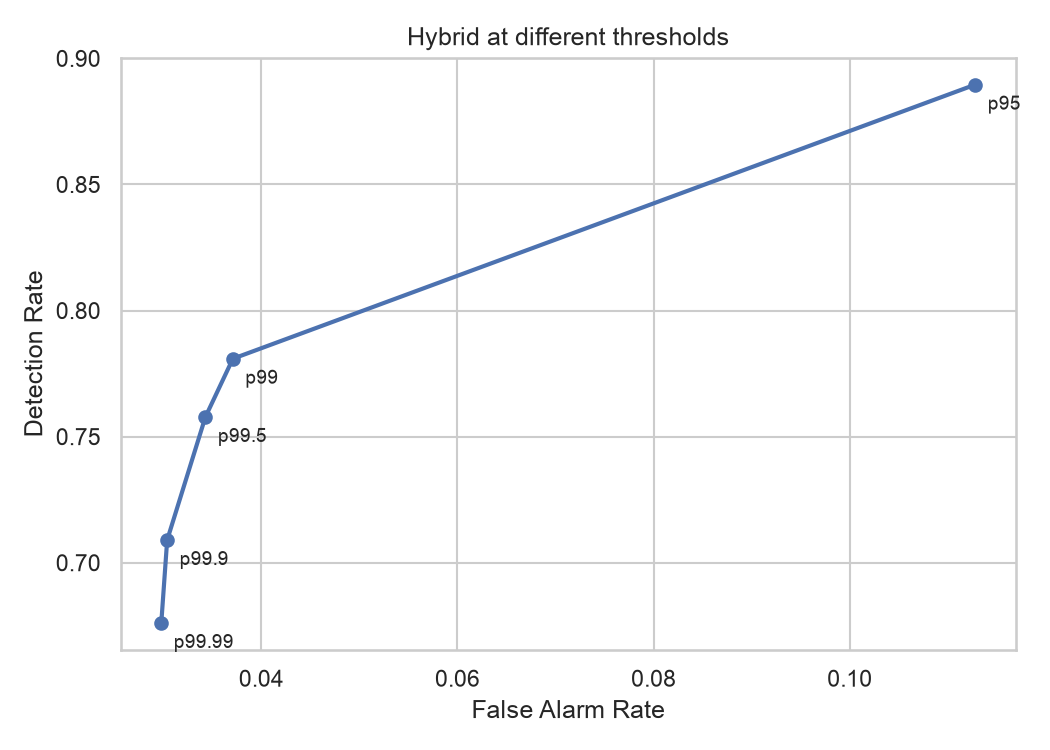 Hybrid at different thresholds
0.90
0.85
0.80
0.75
0.70
Detection Rate
p95
p99
p99.5
p99.9
p99.99
0.04
0.06
0.08
0.10
False Alarm Rate